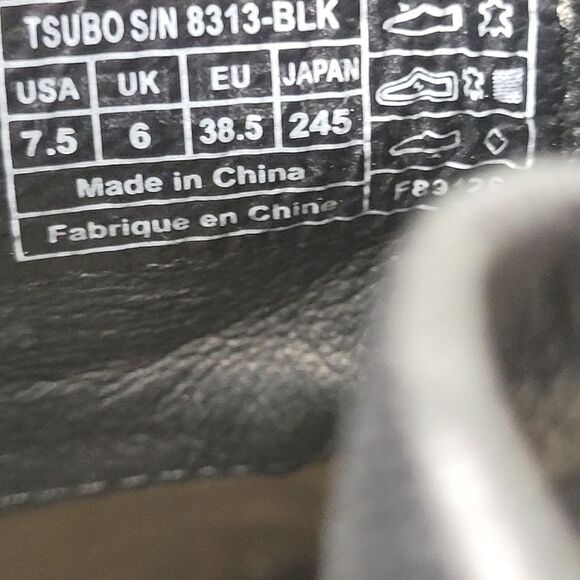 TSUBO S/N 8313-BLK
USA UK EU JAPAN
7.5 6 38.5 245
Made in China
Fabrique en Chine